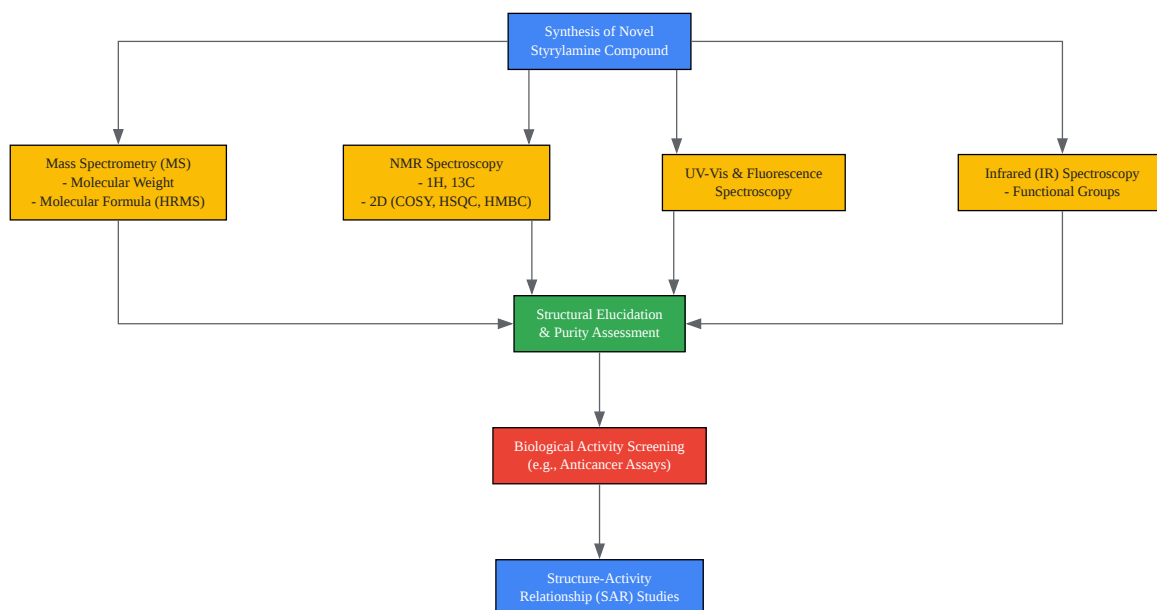 Synthesis of Novel
Styrylamine Compound
Mass Spectrometry (MS)
- Molecular Weight
- Molecular Formula (HRMS)
NMR Spectroscopy
- 1H, 13C
- 2D (COSY, HSQC, HMBC)
UV-Vis & Fluorescence
Spectroscopy
Infrared (IR) Spectroscopy
- Functional Groups
Structural Elucidation
& Purity Assessment
Biological Activity Screening
(e.g., Anticancer Assays)
Structure-Activity
Relationship (SAR) Studies